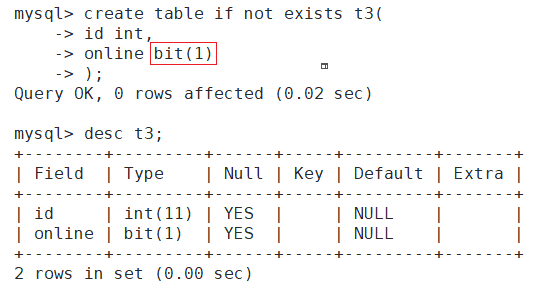 mysql> create table if not exists t3(
    -> id int,
    -> online bit(1)
    -> );
Query OK, 0 rows affected (0.02 sec)

mysql> desc t3;
+--------+---------+------+-----+---------+-------+
| Field  | Type    | Null | Key | Default | Extra |
+--------+---------+------+-----+---------+-------+
| id     | int(11) | YES  |     | NULL    |       |
| online | bit(1)  | YES  |     | NULL    |       |
+--------+---------+------+-----+---------+-------+
2 rows in set (0.00 sec)